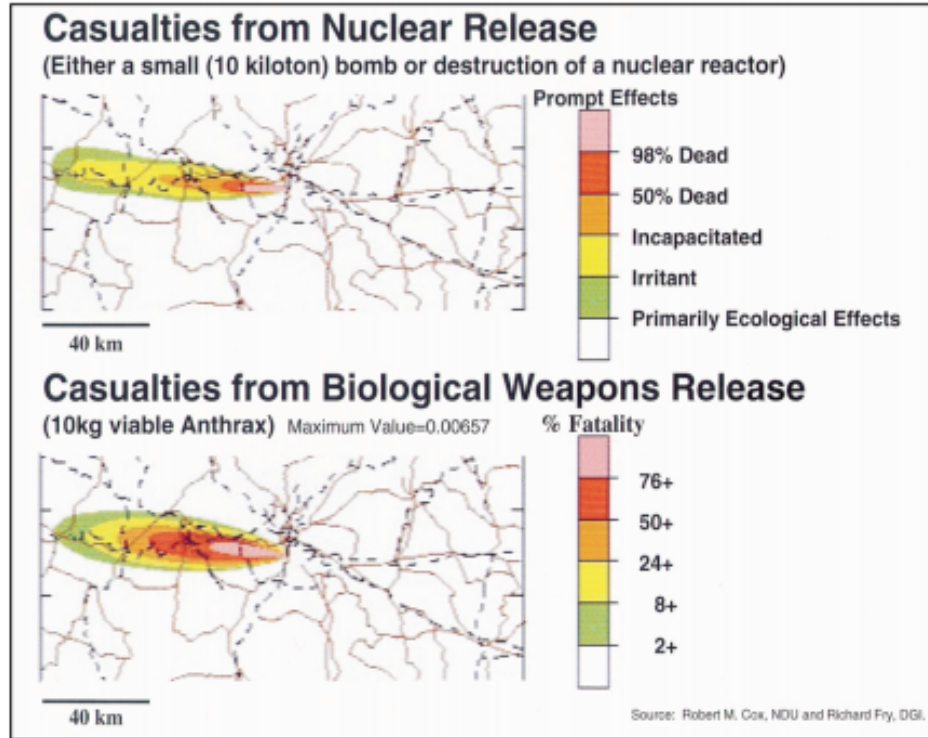 Casualties from Nuclear Release
(Either a small (10 kiloton) bomb or destruction of a nuclear reactor)
Prompt Effects
98% Dead
50% Dead
Incapacitated
Irritant
Primarily Ecological Effects
40 km
Casualties from Biological Weapons Release
(10kg viable Anthrax) Maximum Value=0.00657
% Fatality
76+
50+
24+
8+
2+
40 km
Source: Robert M. Cox, NDU and Richard Fry, DGI.